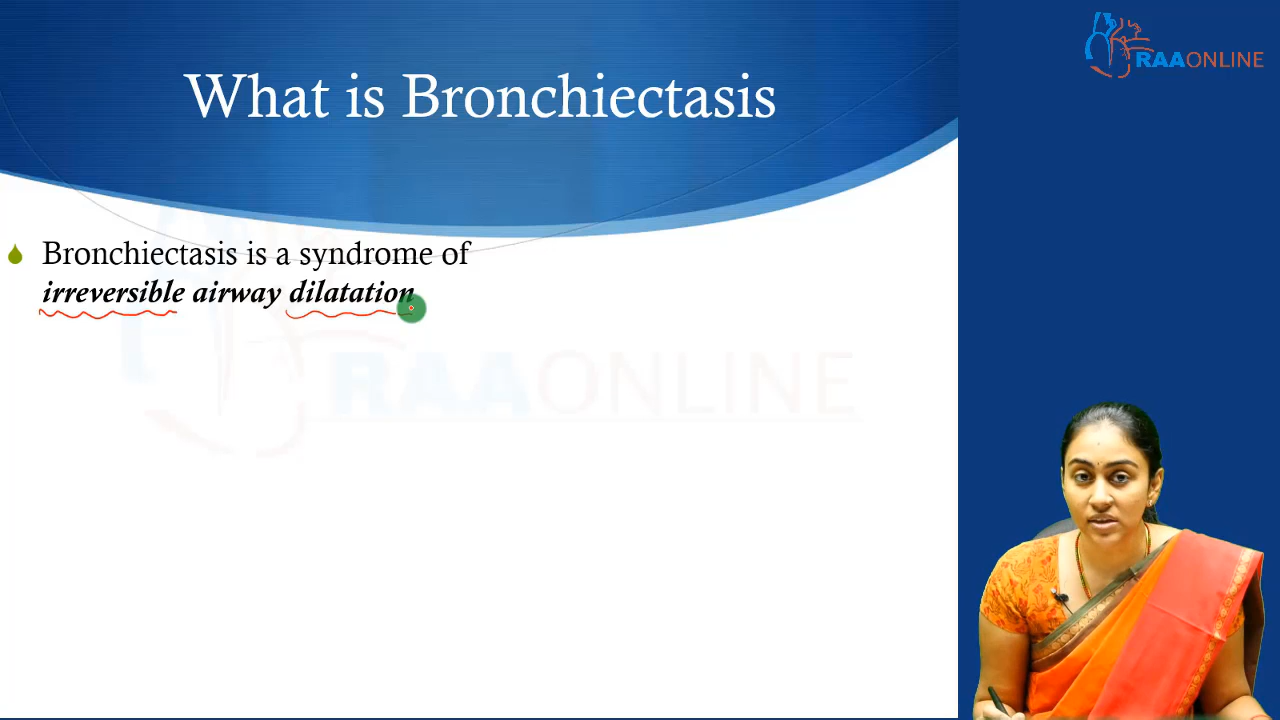 What is Bronchiectasis
RAAONLINE
Bronchiectasis is a syndrome of
irreversible airway dilatation
RAAONLINE